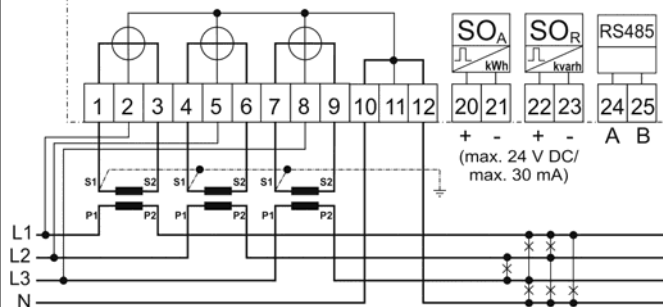 SOA SOR RS485
kWh kvarh
1 2 3 4 5 6 7 8 9 10 11 12 20 21 22 23 24 25
+ - + - A B
(max. 24 V DC/
max. 30 mA)
S1 S2 S1 S2 S1 S2
P1 P2 P1 P2 P1 P2
L1
L2
L3
N